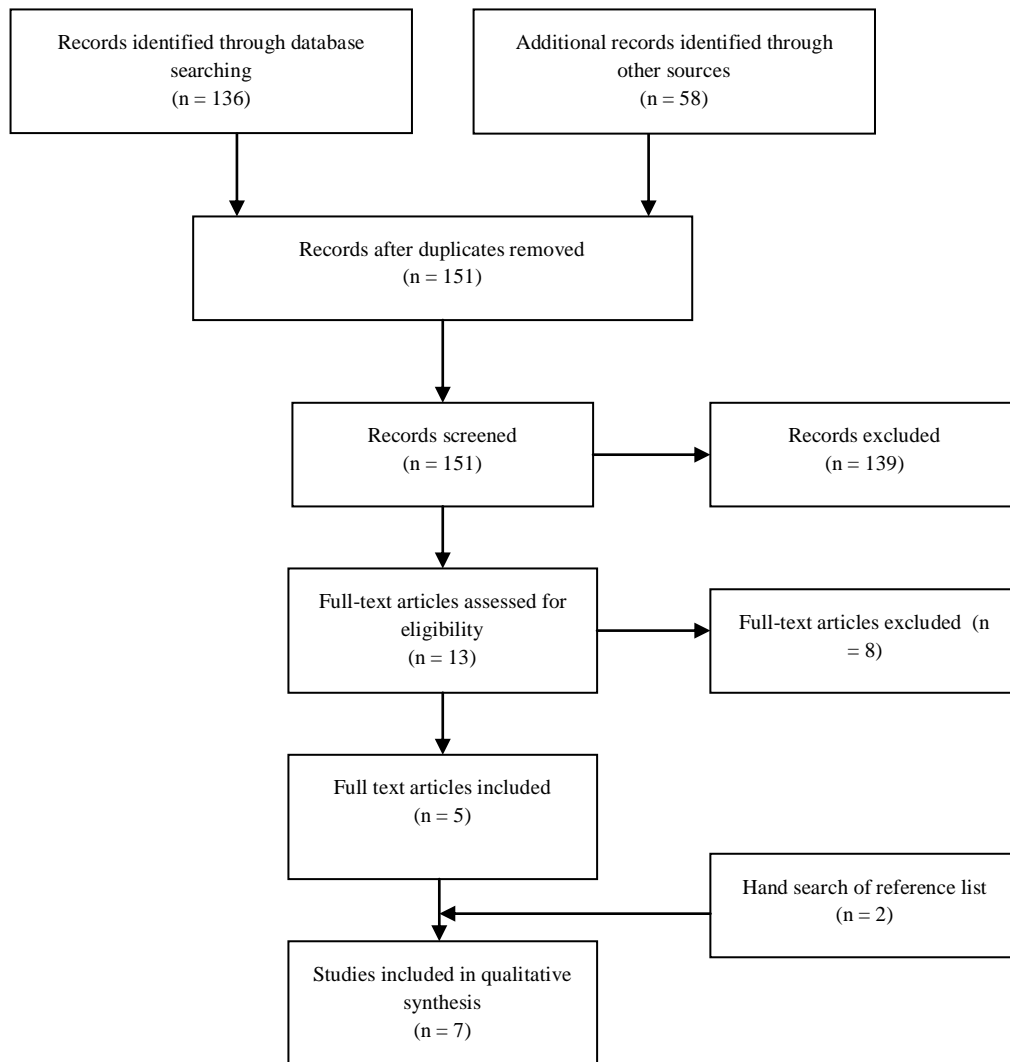 Records identified through database
searching
(n = 136)
Additional records identified through
other sources
(n = 58)
Records after duplicates removed
(n = 151)
Records screened
(n = 151)
Records excluded
(n = 139)
Full-text articles assessed for
eligibility
(n = 13)
Full-text articles excluded (n
= 8)
Full text articles included
(n = 5)
Hand search of reference list
(n = 2)
Studies included in qualitative
synthesis
(n = 7)